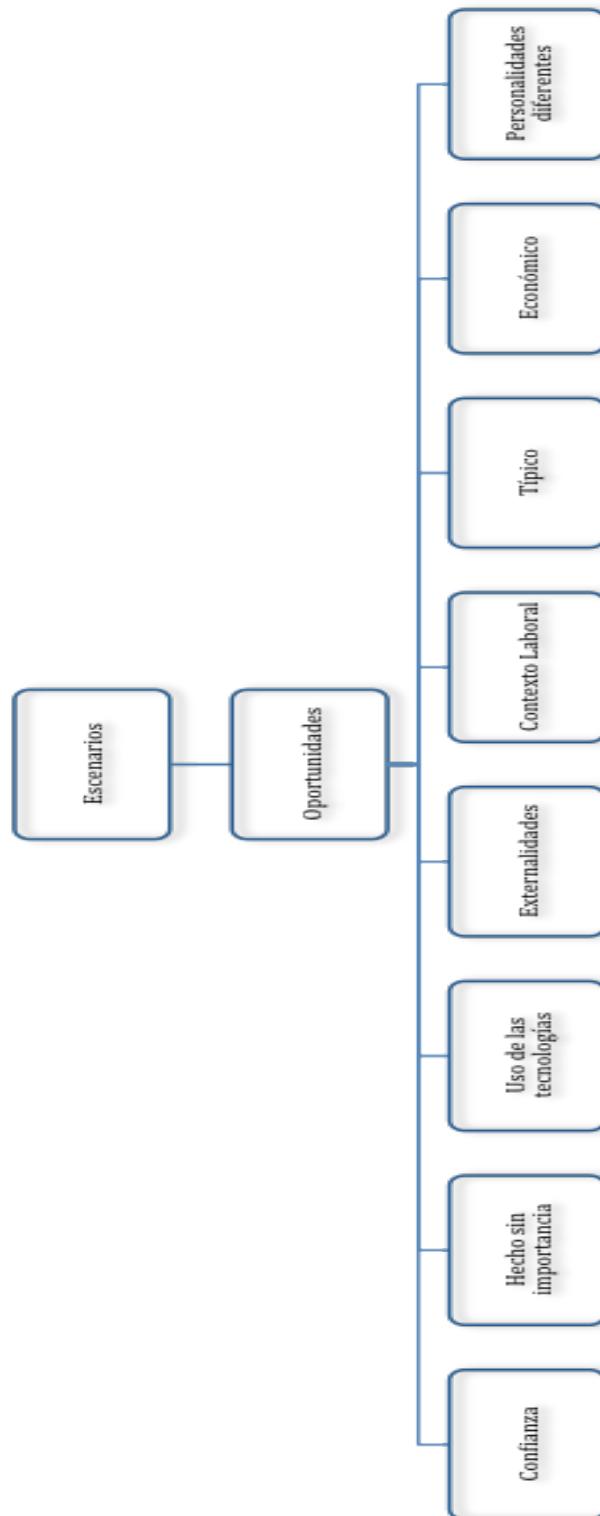 Escenarios
Oportunidades
Confianza
Hecho sin
importancia
Uso de las
tecnologías
Externalidades
Contexto Laboral
Típico
Económico
Personalidades
diferentes